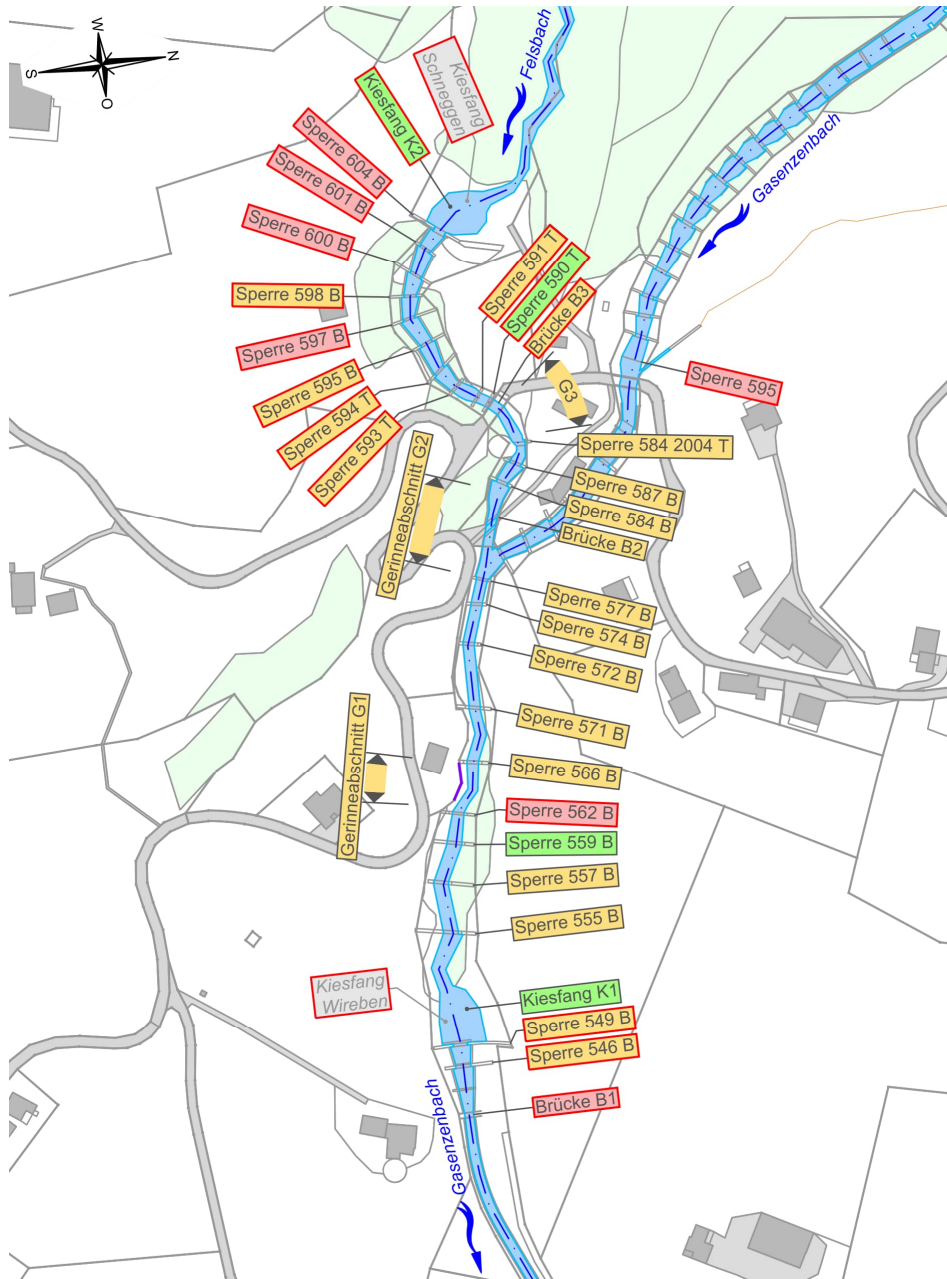 W
N
S
O
Felsbach
Gasenzenbach
Kiesfang
Schneggen
Kiesfang K2
Sperre 604 B
Sperre 601 B
Sperre 600 B
Sperre 598 B
Sperre 597 B
Sperre 595 B
Sperre 594 T
Sperre 593 T
Sperre 591 T
Sperre 590 T
Brücke B3
G3
Sperre 595
Sperre 584 2004 T
Sperre 587 B
Sperre 584 B
Brücke B2
Gerinneabschnitt G2
Sperre 577 B
Sperre 574 B
Sperre 572 B
Sperre 571 B
Sperre 566 B
Gerinneabschnitt G1
Sperre 562 B
Sperre 559 B
Sperre 557 B
Sperre 555 B
Kiesfang
Wireben
Kiesfang K1
Sperre 549 B
Sperre 546 B
Brücke B1
Gasenzenbach